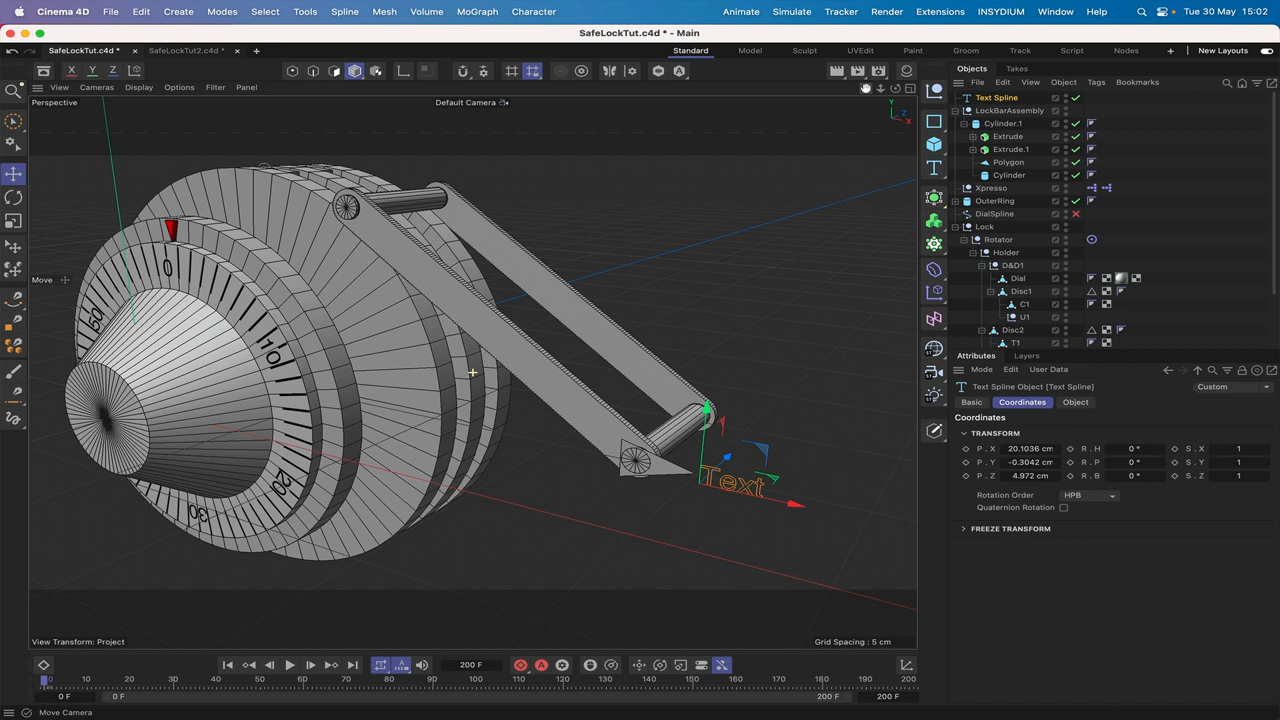 Cinema 4D File Edit Create Modes Select Tools Spline Mesh Volume MoGraph Character Animate Simulate Tracker Render Extensions INSYDIUM Window Help Tue 30 May 15:02
SafeLockTut.c4d * - Main
SafeLockTut.c4d * SafeLockTut2.c4d * Standard Model Sculpt UVEdit Paint Groom Track Script Nodes New Layouts
X Y Z
Objects Takes
View Cameras Display Options Filter Panel
File Edit View Object Tags Bookmarks
Perspective
Default Camera
Y
Z
X
Text Spline
LockBarAssembly
Cylinder.1
Extrude
Extrude.1
Polygon
Cylinder
Xpresso
OuterRing
DialSpline
Lock
Rotator
Holder
D&D1
Dial
Disc1
C1
U1
Disc2
T1
Move
0
50
10
20
30
Text
ST
ST
ST
Attributes Layers
Mode Edit User Data
Text Spline Object [Text Spline] Custom
Basic Coordinates Object
Coordinates
TRANSFORM
P . X 20.1036 cm R . H 0 ° S . X 1
P . Y -0.3042 cm R . P 0 ° S . Y 1
P . Z 4.972 cm R . B 0 ° S . Z 1
Rotation Order HPB
Quaternion Rotation
FREEZE TRANSFORM
View Transform: Project
Grid Spacing : 5 cm
200 F
0 10 20 30 40 50 60 70 80 90 100 110 120 130 140 150 160 170 180 190 200
0 F 0 F 200 F 200 F
Move Camera